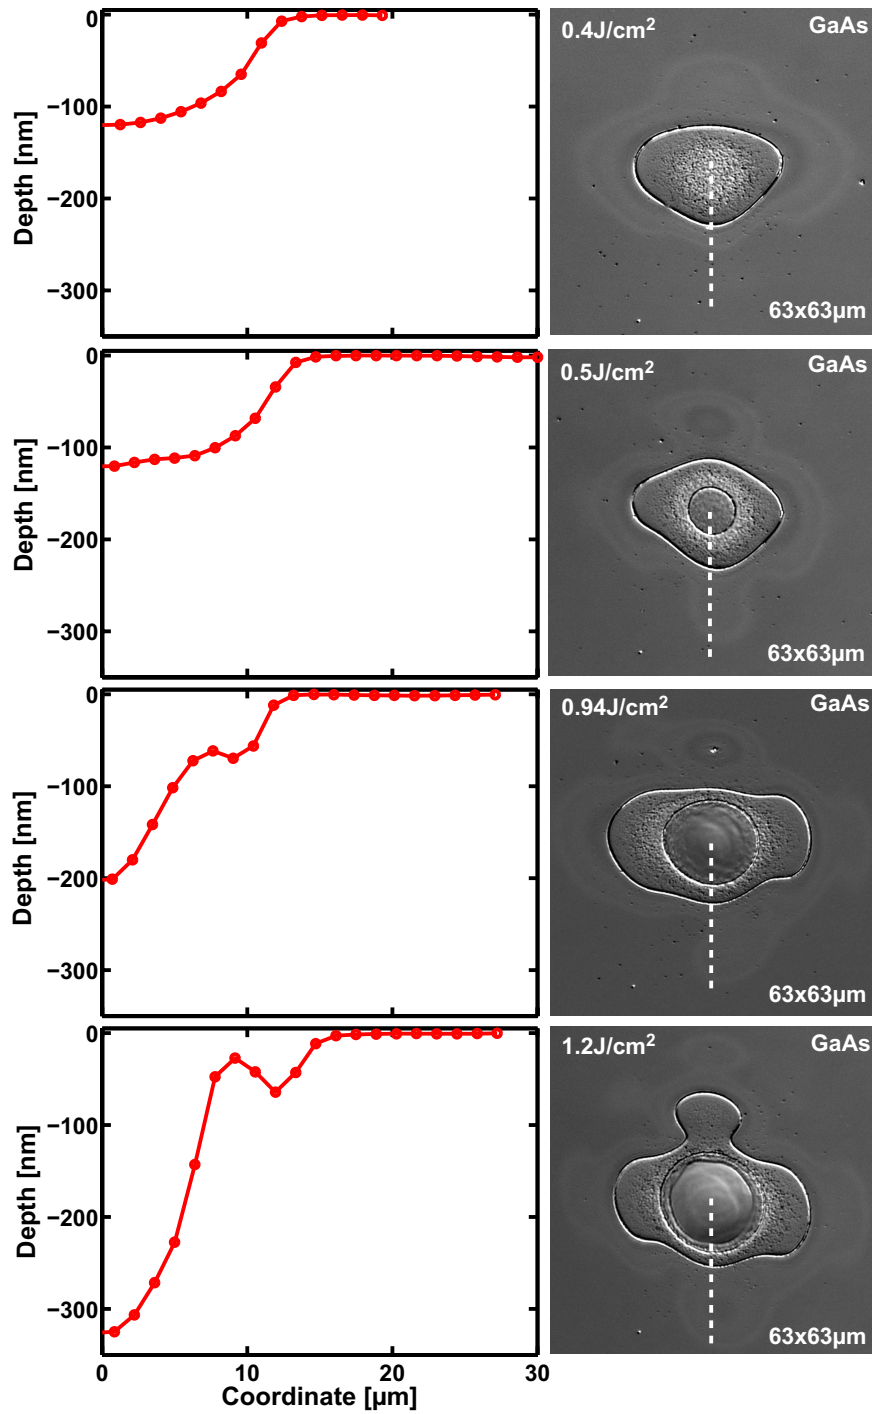 0
−100
−200
−300
Depth [nm]
0.4J/cm²
GaAs
63x63µm
0
−100
−200
−300
Depth [nm]
0.5J/cm²
GaAs
63x63µm
0
−100
−200
−300
Depth [nm]
0.94J/cm²
GaAs
63x63µm
0
−100
−200
−300
Depth [nm]
1.2J/cm²
GaAs
63x63µm
0
10
20
30
Coordinate [µm]